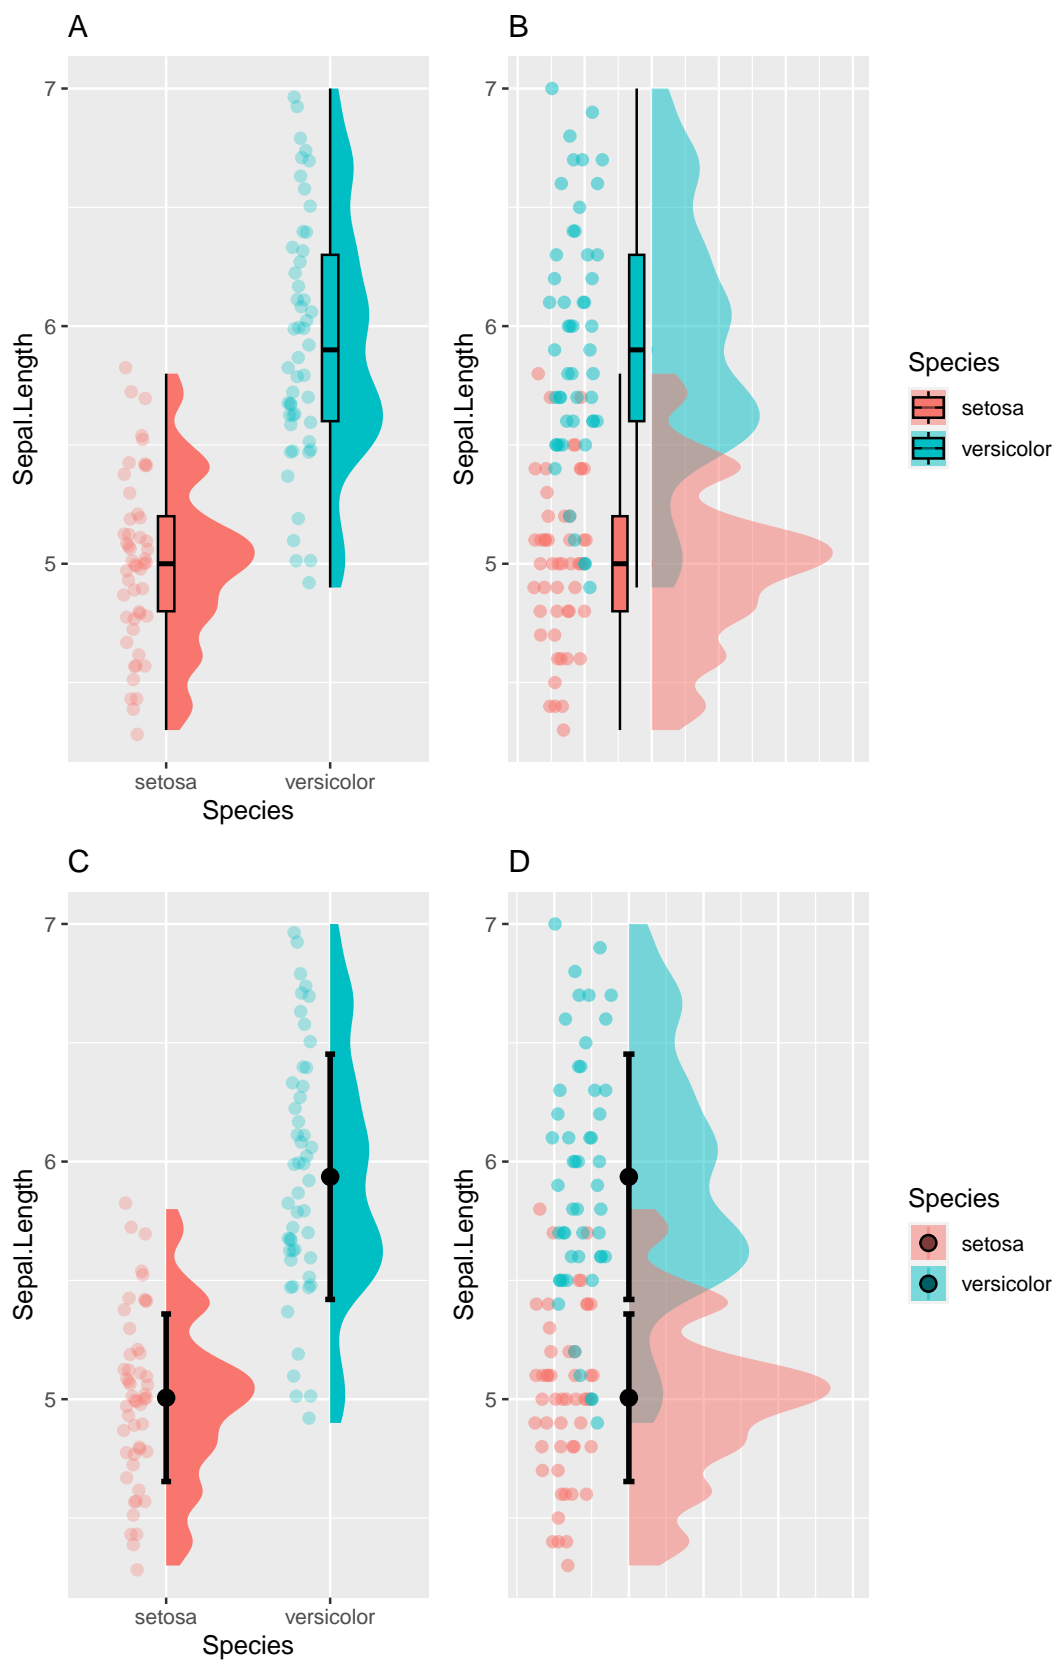 A
B
Sepal.Length
7
6
5
setosa
versicolor
Species
Sepal.Length
7
6
5
Species
setosa
versicolor
C
D
Sepal.Length
7
6
5
setosa
versicolor
Species
Sepal.Length
7
6
5
Species
setosa
versicolor